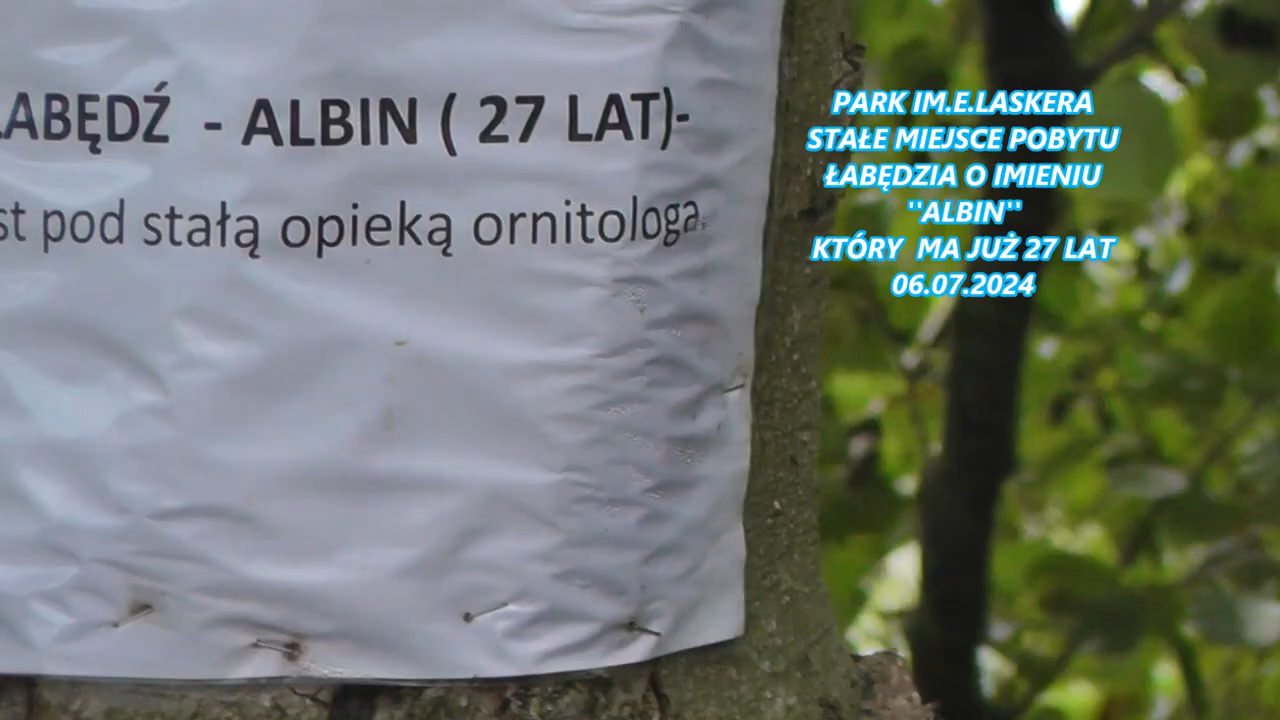 ŁABĘDŹ - ALBIN ( 27 LAT)-
st pod stałą opieką ornitologa.
PARK IM.E.LASKERA
STAŁE MIEJSCE POBYTU
ŁABĘDZIA O IMIENIU
''ALBIN''
KTÓRY MA JUŻ 27 LAT
06.07.2024